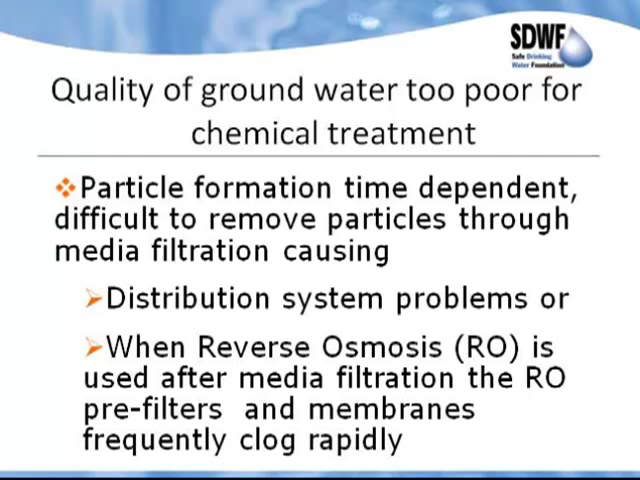 SDWF
Safe Drinking
Water Foundation
Quality of ground water too poor for
chemical treatment
❖Particle formation time dependent,
difficult to remove particles through
media filtration causing
➢Distribution system problems or
➢When Reverse Osmosis (RO) is
used after media filtration the RO
pre-filters and membranes
frequently clog rapidly